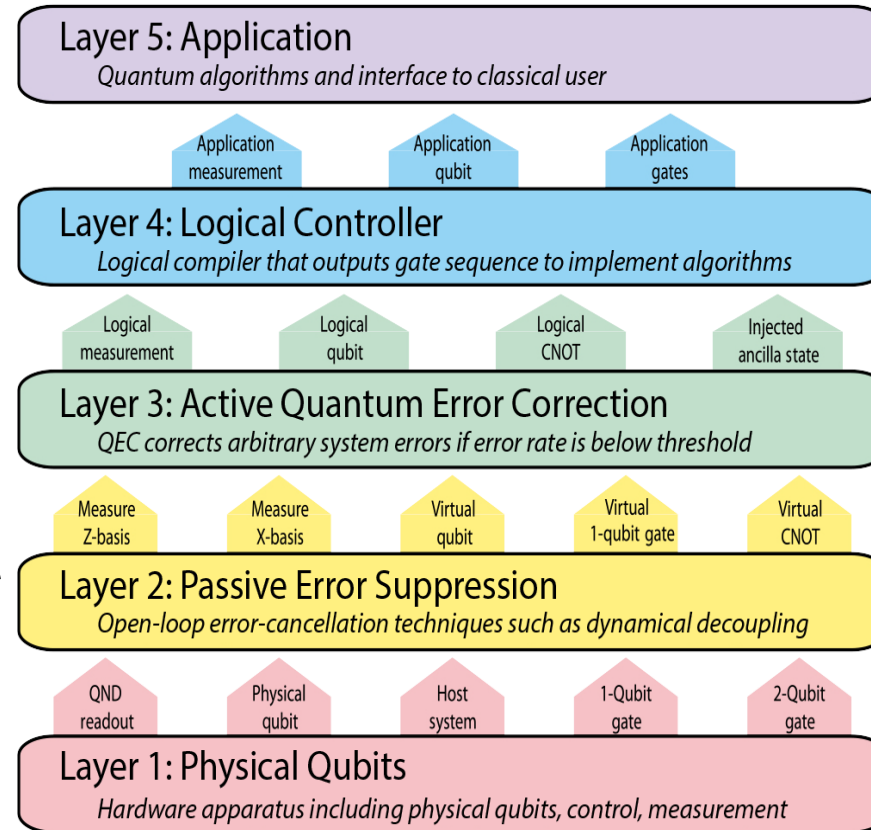 Layer 5: Application
Quantum algorithms and interface to classical user
Application
measurement
Application
qubit
Application
gates
Layer 4: Logical Controller
Logical compiler that outputs gate sequence to implement algorithms
Logical
measurement
Logical
qubit
Logical
CNOT
Injected
ancilla state
Layer 3: Active Quantum Error Correction
QEC corrects arbitrary system errors if error rate is below threshold
Measure
Z-basis
Measure
X-basis
Virtual
qubit
Virtual
1-qubit gate
Virtual
CNOT
Layer 2: Passive Error Suppression
Open-loop error-cancellation techniques such as dynamical decoupling
QND
readout
Physical
qubit
Host
system
1-Qubit
gate
2-Qubit
gate
Layer 1: Physical Qubits
Hardware apparatus including physical qubits, control, measurement